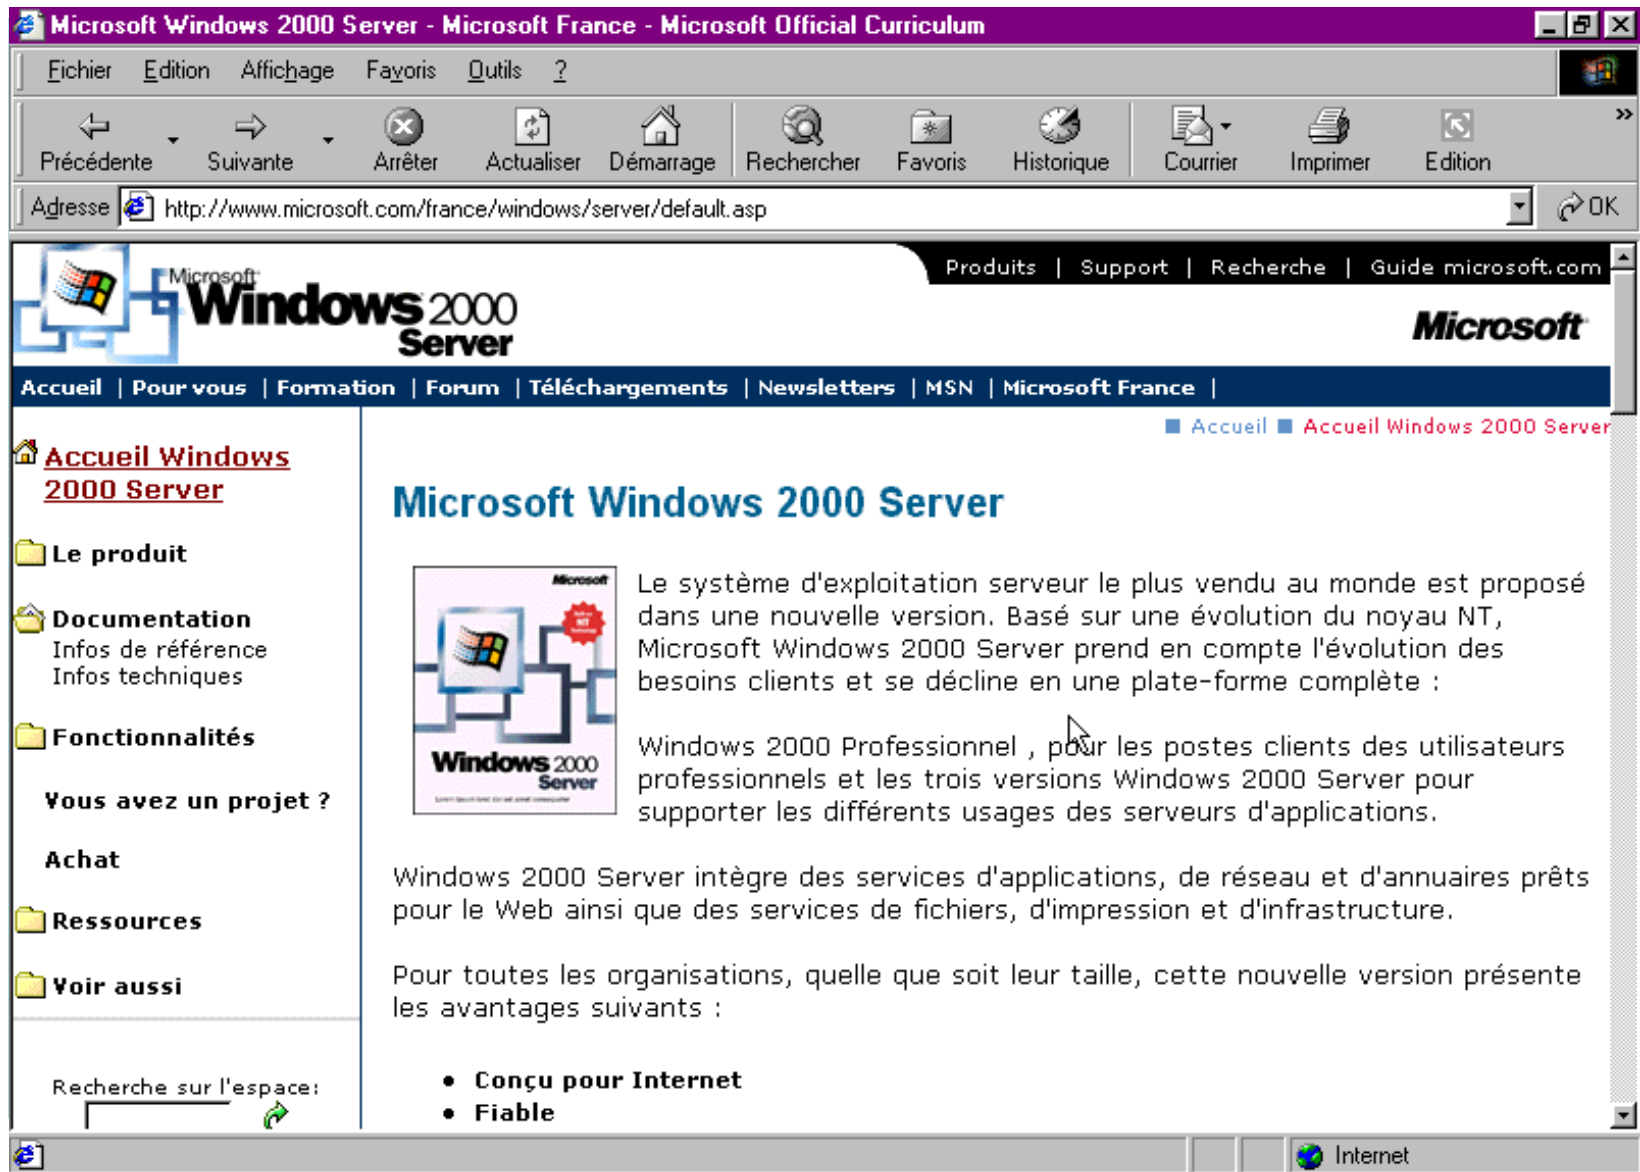 Microsoft Windows 2000 Server - Microsoft France - Microsoft Official Curriculum
Fichier Edition Affichage Favoris Outils ?
Précédente Suivante Arrêter Actualiser Démarrage Rechercher Favoris Historique Courrier Imprimer Edition »
Adresse http://www.microsoft.com/france/windows/server/default.asp OK
Produits | Support | Recherche | Guide microsoft.com
Microsoft
Windows 2000
Server
Microsoft
Accueil | Pour vous | Formation | Forum | Téléchargements | Newsletters | MSN | Microsoft France |
Accueil Accueil Windows 2000 Server
Accueil Windows
2000 Server
Le produit
Documentation
Infos de référence
Infos techniques
Fonctionnalités
Vous avez un projet ?
Achat
Ressources
Voir aussi
Recherche sur l'espace:
Microsoft Windows 2000 Server
Microsoft
Built on
NT
Technology
Windows 2000
Server
Le système d'exploitation serveur le plus vendu au monde est proposé
dans une nouvelle version. Basé sur une évolution du noyau NT,
Microsoft Windows 2000 Server prend en compte l'évolution des
besoins clients et se décline en une plate-forme complète :
Windows 2000 Professionnel , pour les postes clients des utilisateurs
professionnels et les trois versions Windows 2000 Server pour
supporter les différents usages des serveurs d'applications.
Windows 2000 Server intègre des services d'applications, de réseau et d'annuaires prêts
pour le Web ainsi que des services de fichiers, d'impression et d'infrastructure.
Pour toutes les organisations, quelle que soit leur taille, cette nouvelle version présente
les avantages suivants :
• Conçu pour Internet
• Fiable
Internet